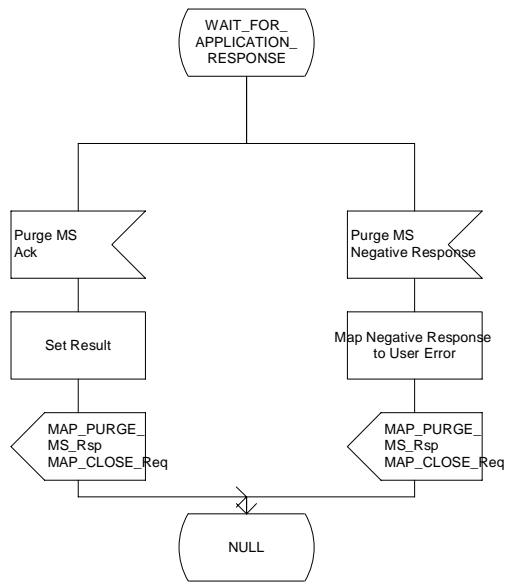 WAIT_FOR_
APPLICATION_
RESPONSE
Purge MS
Ack
Purge MS
Negative Response
Set Result
Map Negative Response
to User Error
MAP_PURGE_
MS_Rsp
MAP_CLOSE_Req
MAP_PURGE_
MS_Rsp
MAP_CLOSE_Req
NULL